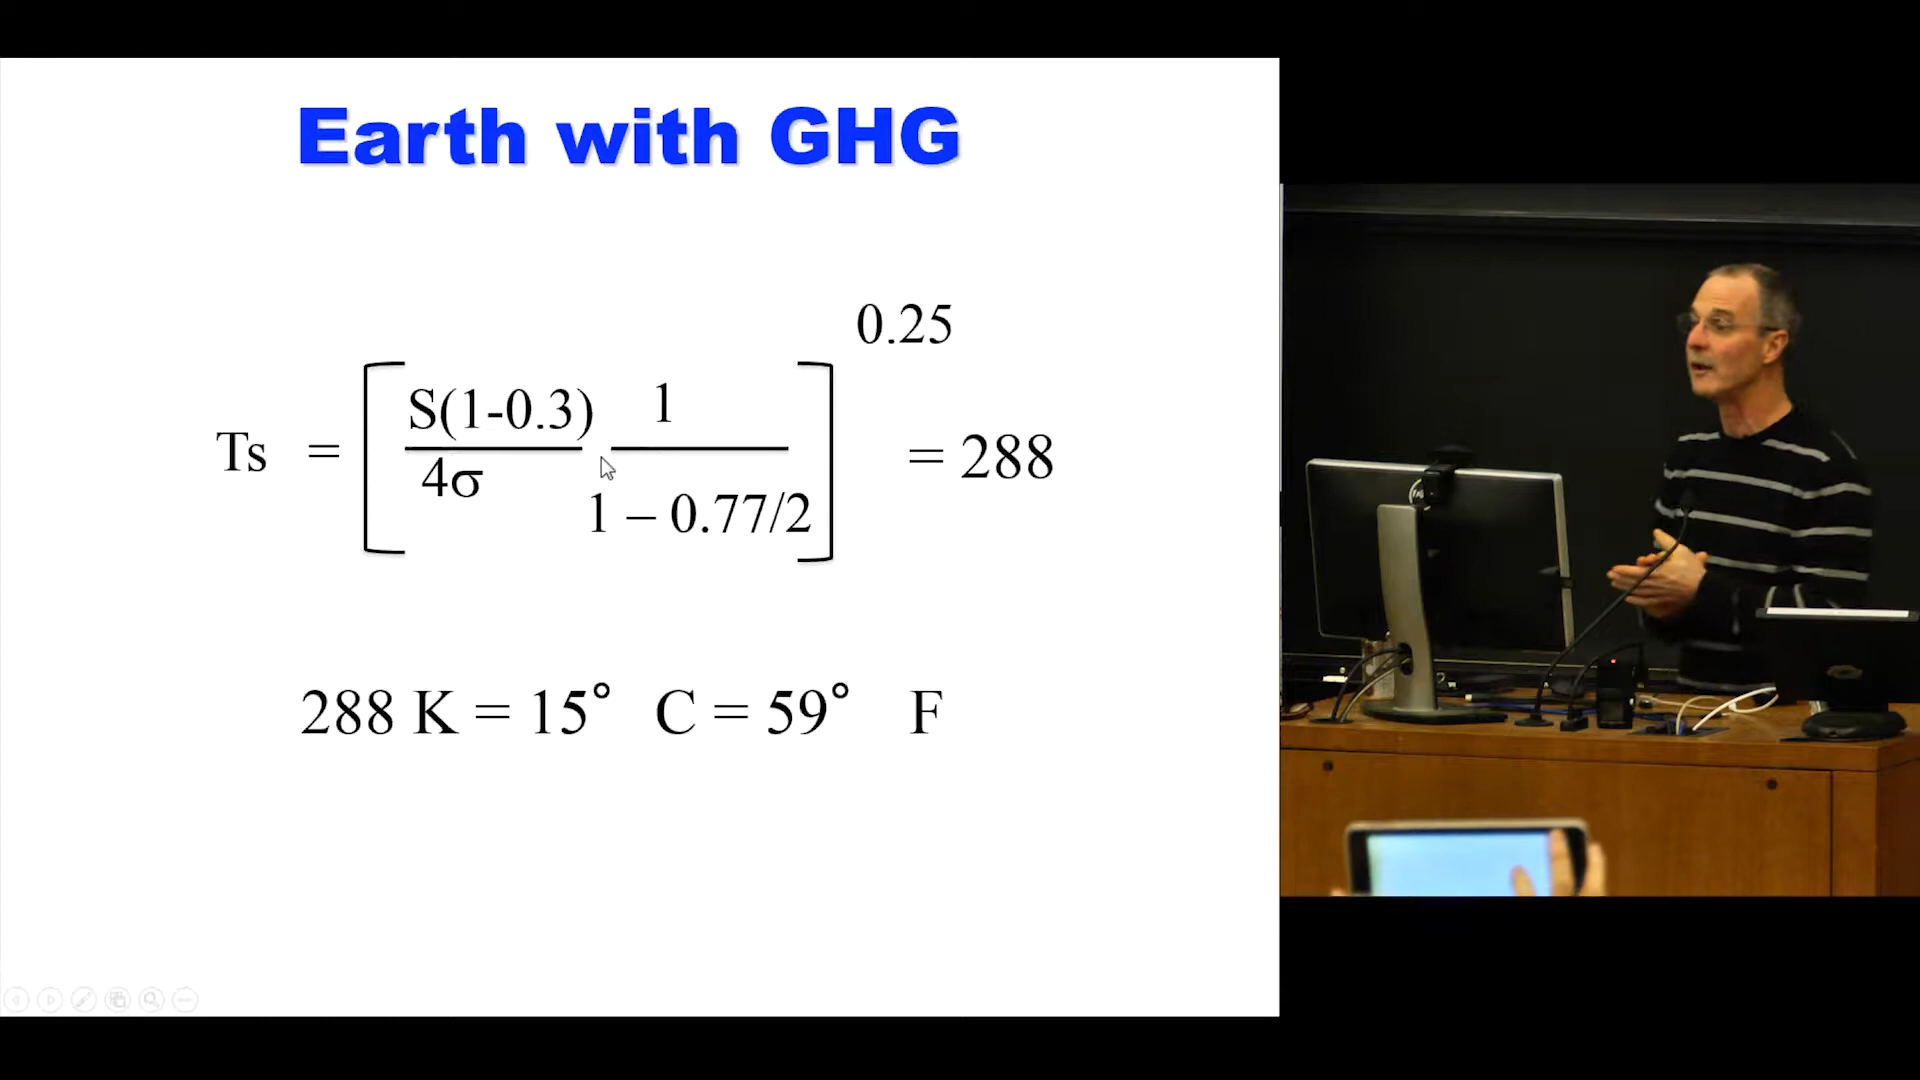 Earth with GHG
0.25
S(1-0.3) 1
Ts = = 288
4σ
1 – 0.77/2
288 K = 15° C = 59° F